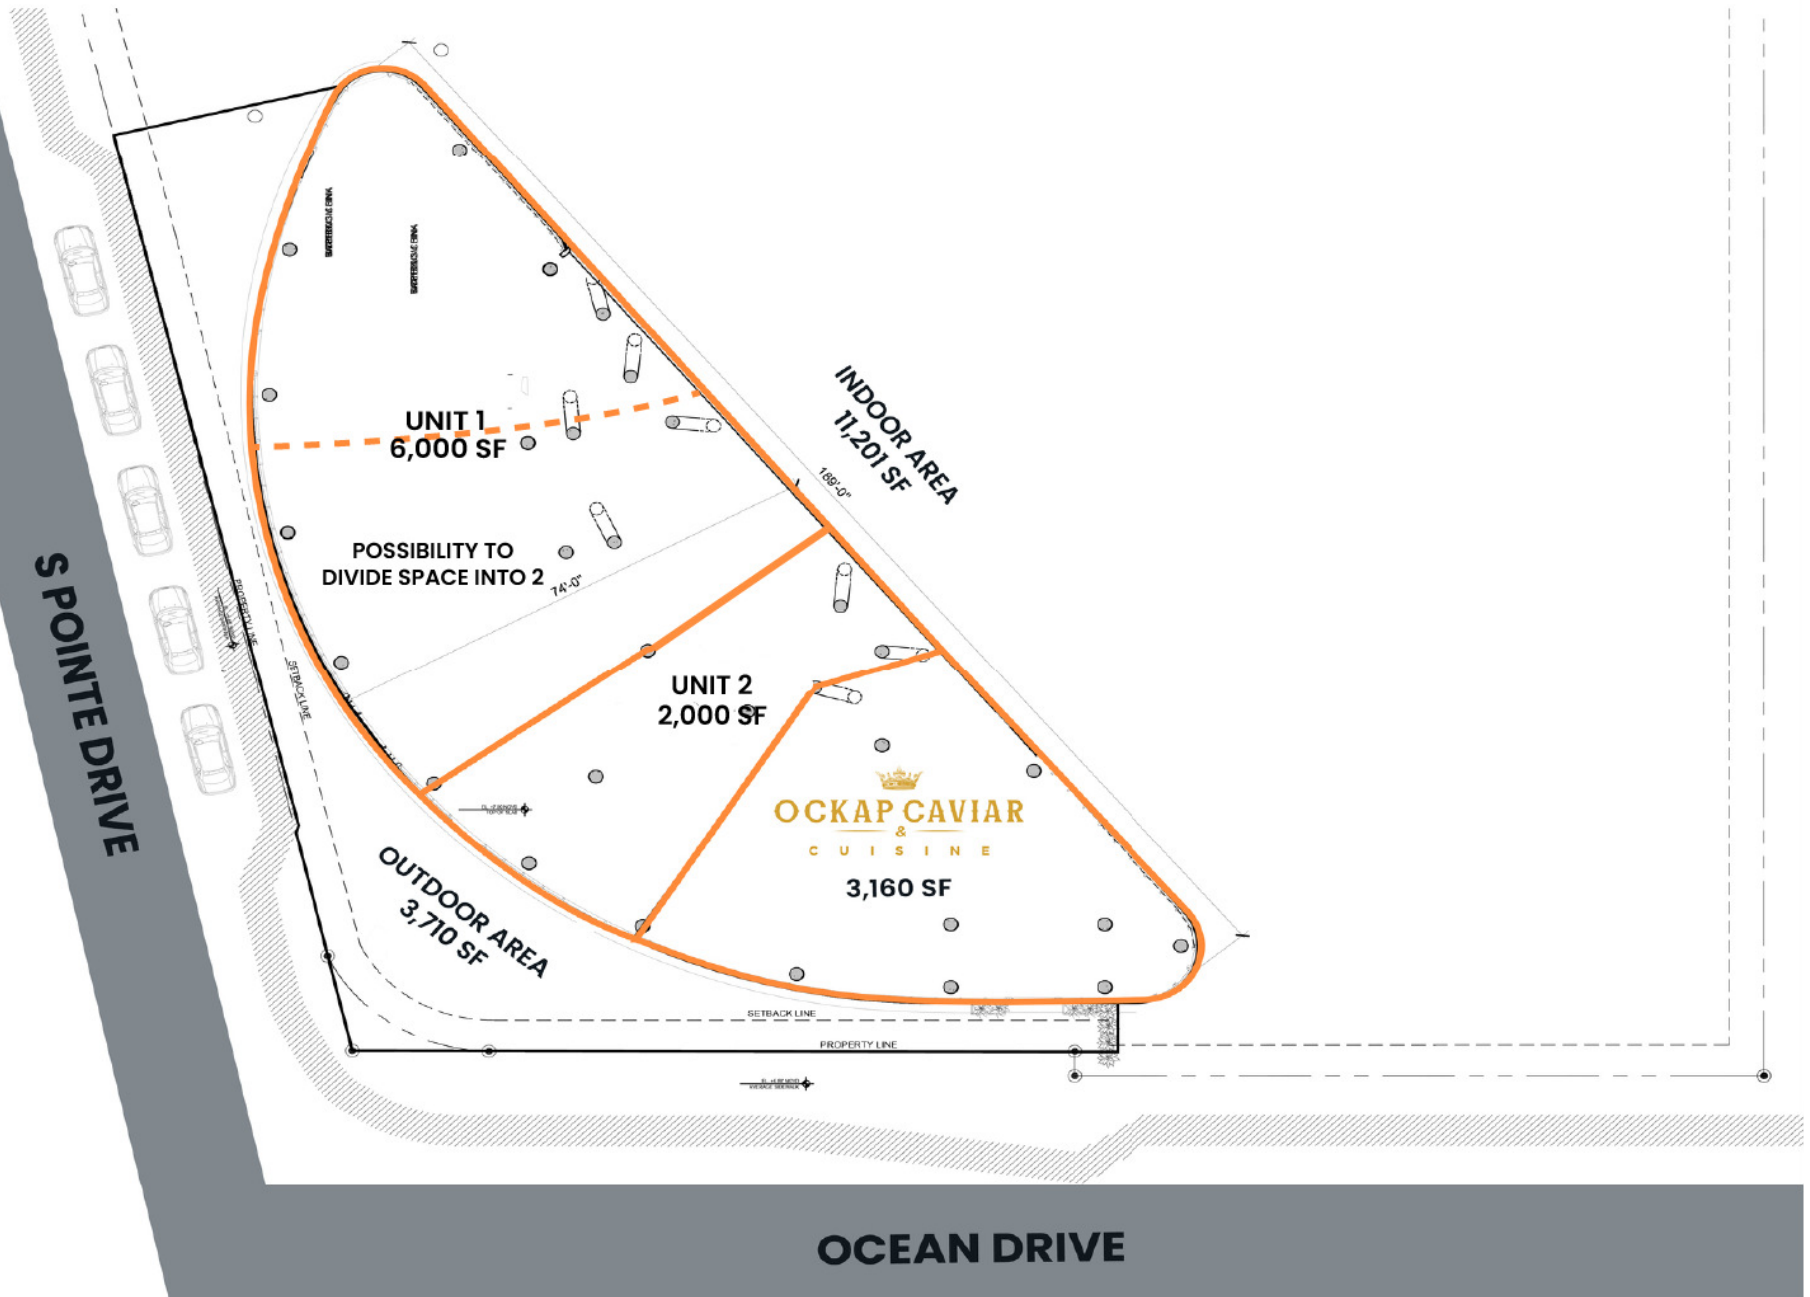 INDOOR AREA
11,201 SF
189'-0"
UNIT 1
6,000 SF
POSSIBILITY TO
DIVIDE SPACE INTO 2
74'-0"
PROPERTY LINE
SETBACK LINE
S POINTE DRIVE
UNIT 2
2,000 SF
OCKAP CAVIAR
&
CUISINE
3,160 SF
OUTDOOR AREA
3,710 SF
SETBACK LINE
PROPERTY LINE
OCEAN DRIVE